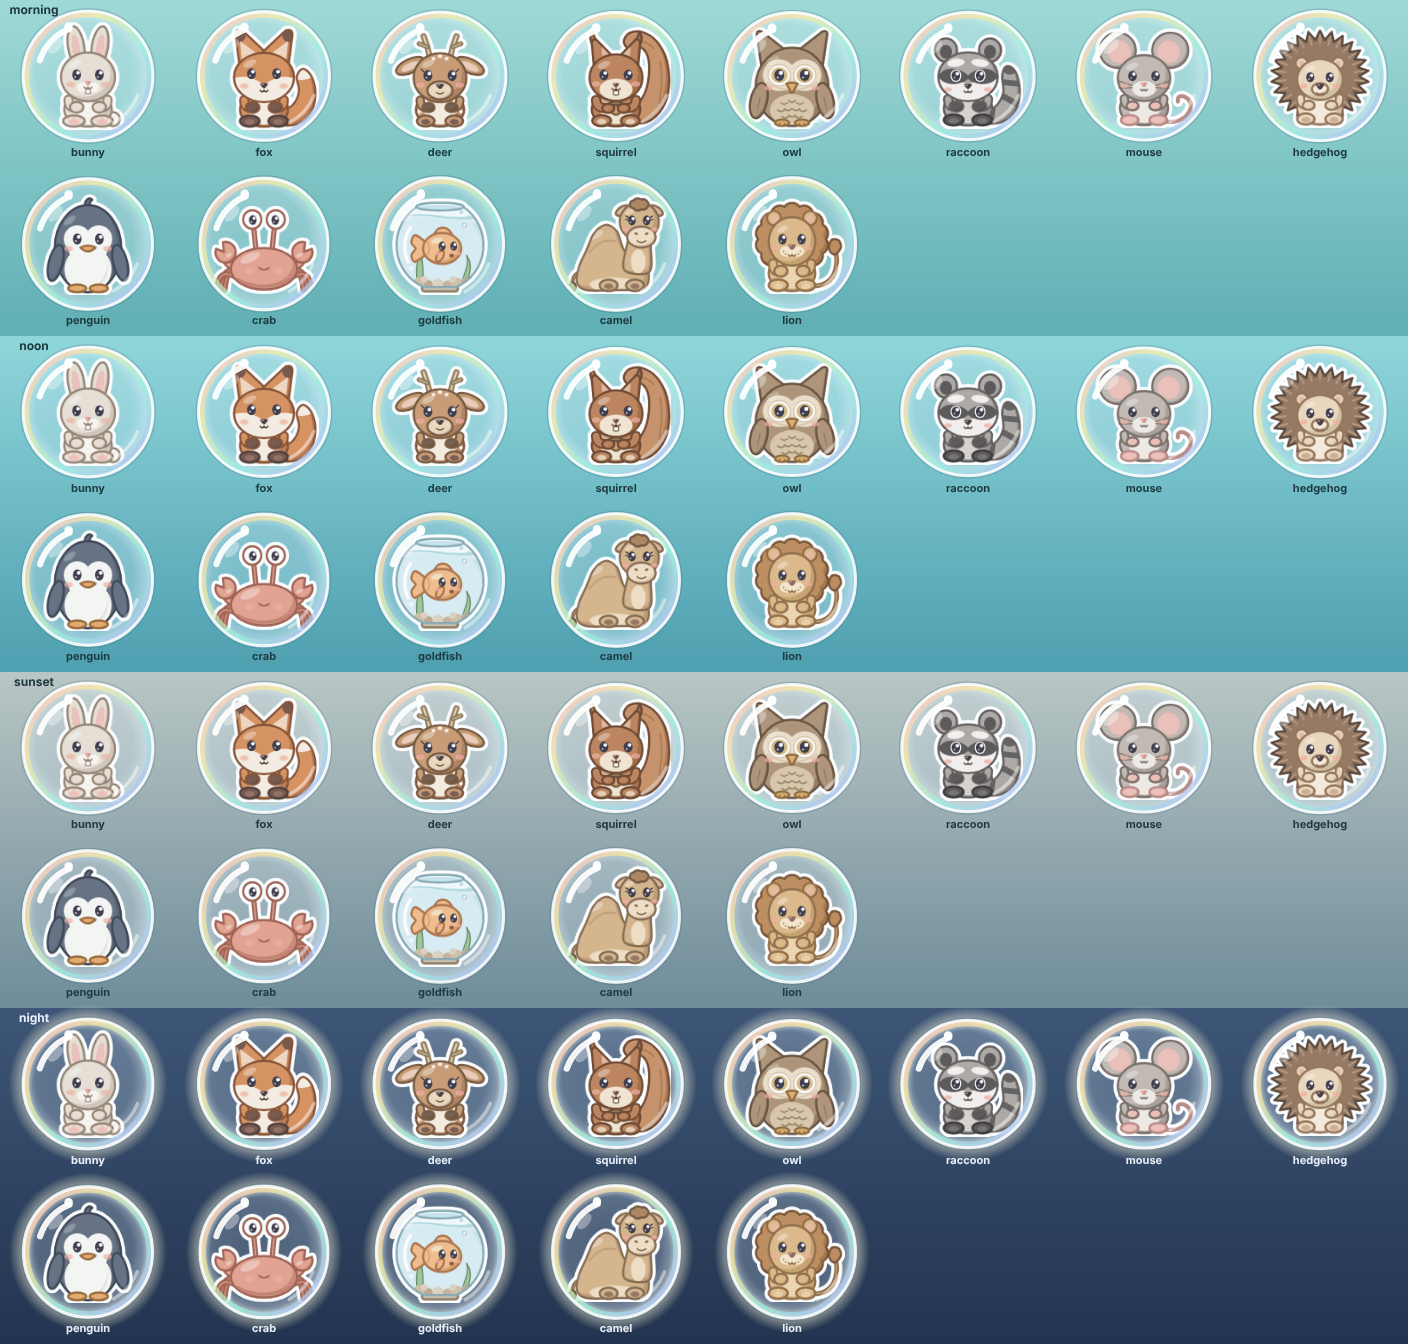 morning
bunny fox deer squirrel owl raccoon mouse hedgehog
penguin crab goldfish camel lion
noon
bunny fox deer squirrel owl raccoon mouse hedgehog
penguin crab goldfish camel lion
sunset
bunny fox deer squirrel owl raccoon mouse hedgehog
penguin crab goldfish camel lion
night
bunny fox deer squirrel owl raccoon mouse hedgehog
penguin crab goldfish camel lion